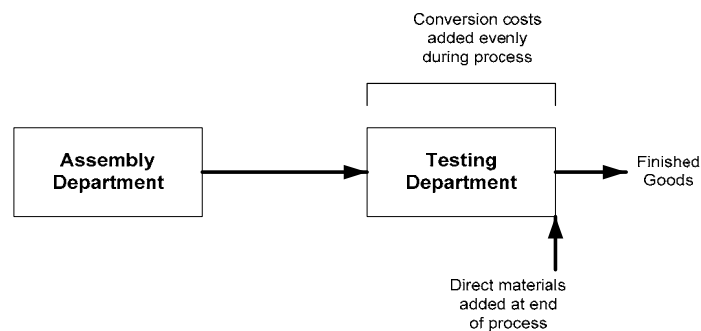 Conversion costs
added evenly
during process
Assembly
Department
Testing
Department
Finished
Goods
Direct materials
added at end
of process